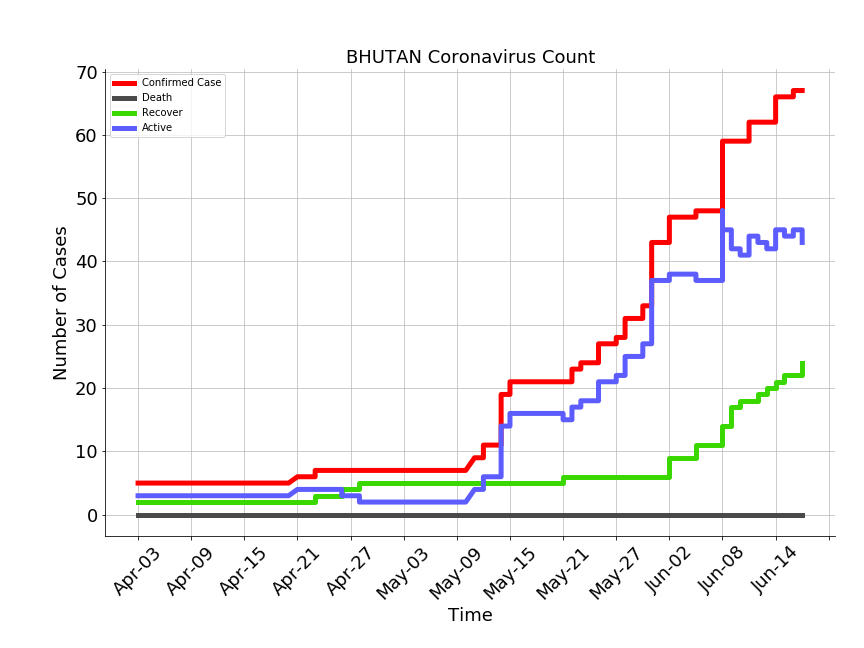 BHUTAN Coronavirus Count
Confirmed Case
Death
Recover
Active
Number of Cases
70
60
50
40
30
20
10
0
Apr-03
Apr-09
Apr-15
Apr-21
Apr-27
May-03
May-09
May-15
May-21
May-27
Jun-02
Jun-08
Jun-14
Time